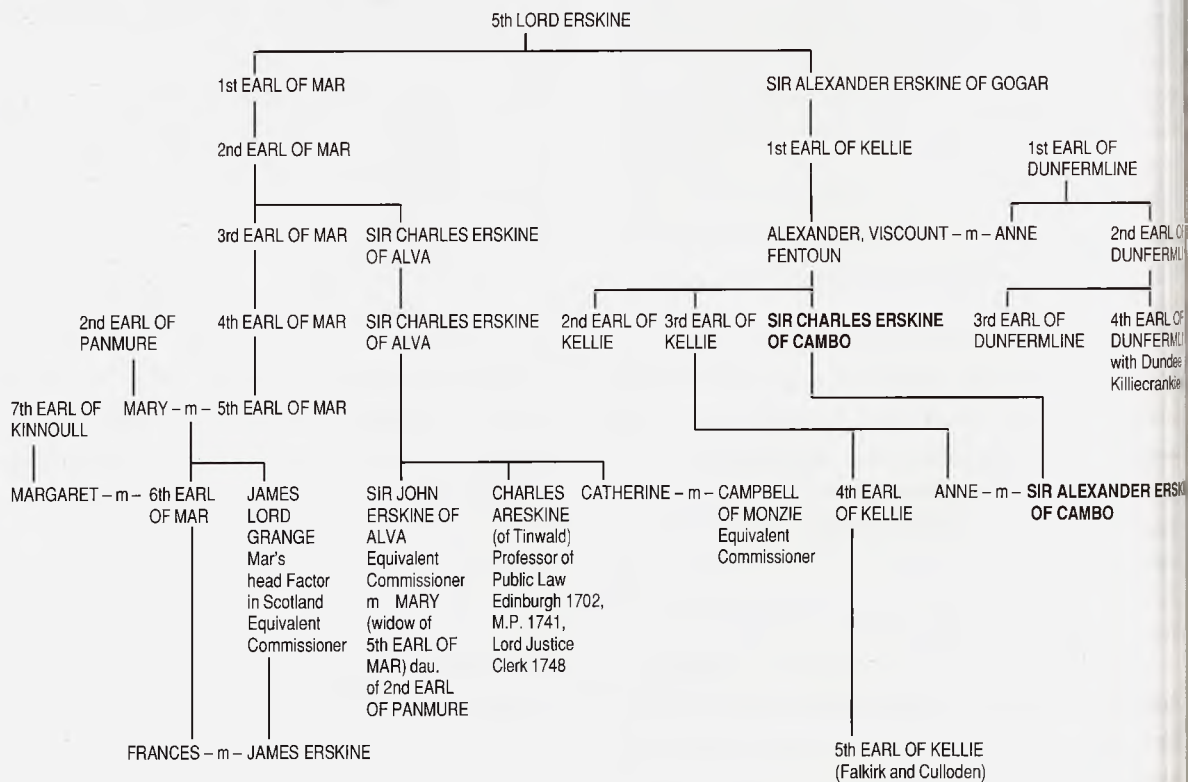 5th LORD ERSKINE
1st EARL OF MAR
SIR ALEXANDER ERSKINE OF GOGAR
2nd EARL OF MAR
1st EARL OF KELLIE
1st EARL OF
DUNFERMLINE
3rd EARL OF MAR
SIR CHARLES ERSKINE
OF ALVA
ALEXANDER, VISCOUNT – m – ANNE
FENTOUN
2nd EARL
2nd EARL OF
PANMURE
4th EARL OF MAR
SIR CHARLES ERSKINE
OF ALVA
2nd EARL OF
KELLIE
3rd EARL OF
KELLIE
SIR CHARLES ERSKINE
OF CAMBO
3rd EARL OF
DUNFERMLINE
4th EARL OF
with Dundee
Killiecrankie
7th EARL OF
KINNOULL
MARY – m – 5th EARL OF MAR
MARGARET – m – 6th EARL
OF MAR
JAMES
LORD
GRANGE
Mar's
head Factor
in Scotland
Equivalent
Commissioner
SIR JOHN
ERSKINE OF
ALVA
Equivalent
Commissioner
m MARY
(widow of
5th EARL OF
MAR) dau.
of 2nd EARL
OF PANMURE
CHARLES
ARESKINE
(of Tinwald)
Professor of
Public Law
Edinburgh 1702,
M.P. 1741,
Lord Justice
Clerk 1748
CATHERINE – m – CAMPBELL
OF MONZIE
Equivalent
Commissioner
4th EARL
OF KELLIE
ANNE – m – SIR ALEXANDER
OF CAMBO
FRANCES – m – JAMES ERSKINE
5th EARL OF KELLIE
(Falkirk and Culloden)